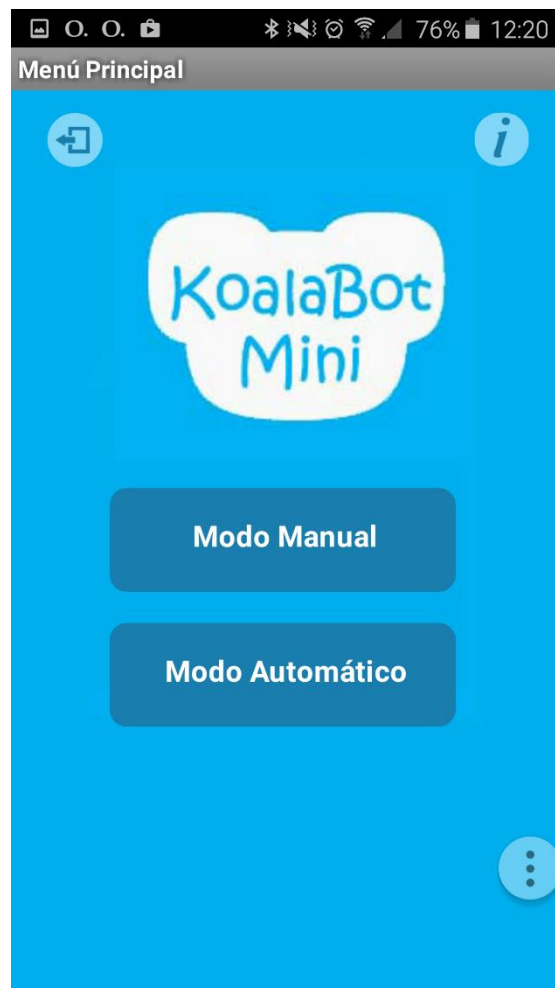 O. O. 76% 12:20
Menú Principal
i
KoalaBot
Mini
Modo Manual
Modo Automático